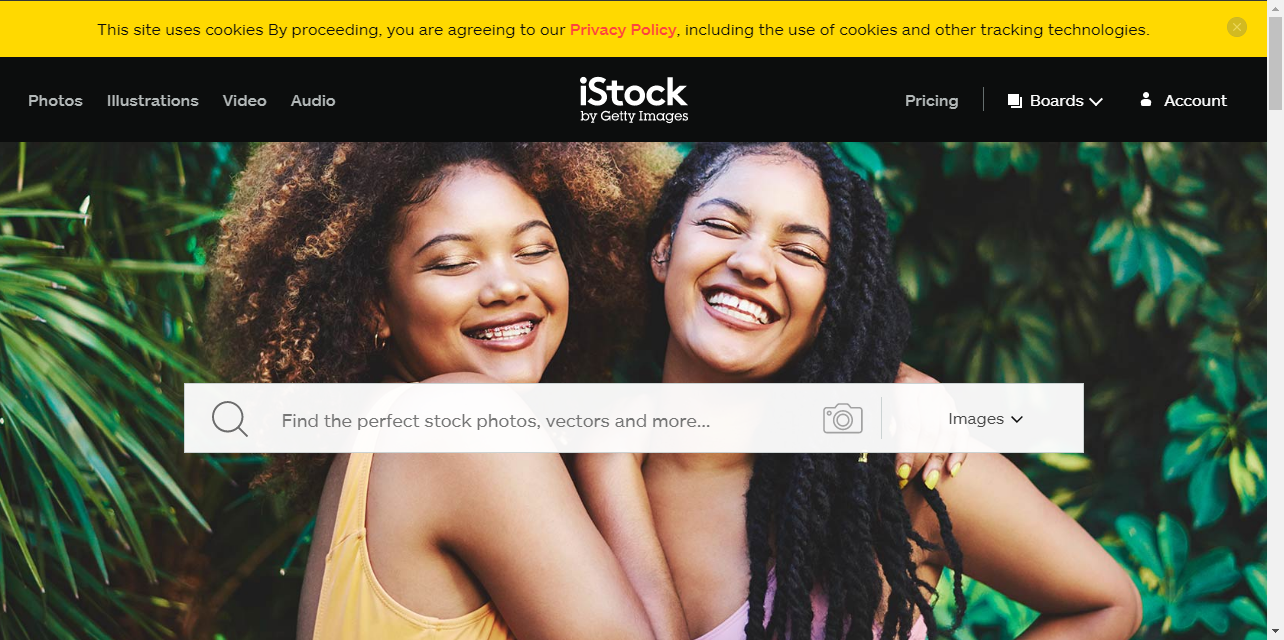 This site uses cookies By proceeding, you are agreeing to our Privacy Policy, including the use of cookies and other tracking technologies.
Photos Illustrations Video Audio
iStock
by Getty Images
Pricing Boards Account
Find the perfect stock photos, vectors and more...
Images